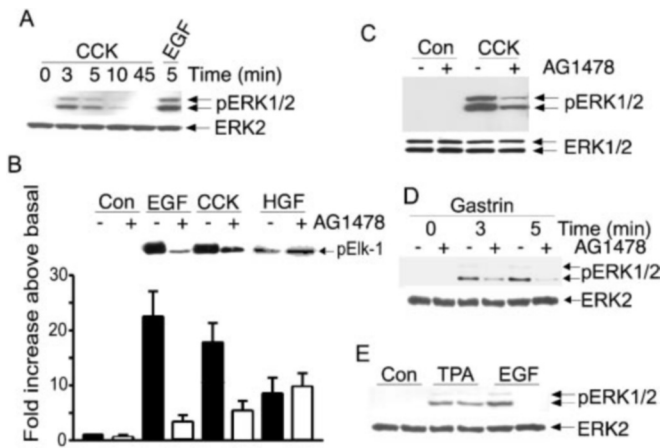 A
CCK
EGF
0 3 5 10 45 5 Time (min)
pERK1/2
ERK2
B
Con EGF CCK HGF
- + - + - + - + AG1478
pElk-1
Fold increase above basal
30
20
10
0
C
Con CCK
- + - + AG1478
pERK1/2
ERK1/2
D
Gastrin
0 3 5 Time (min)
- + - + - + AG1478
pERK1/2
ERK2
E
Con TPA EGF
pERK1/2
ERK2